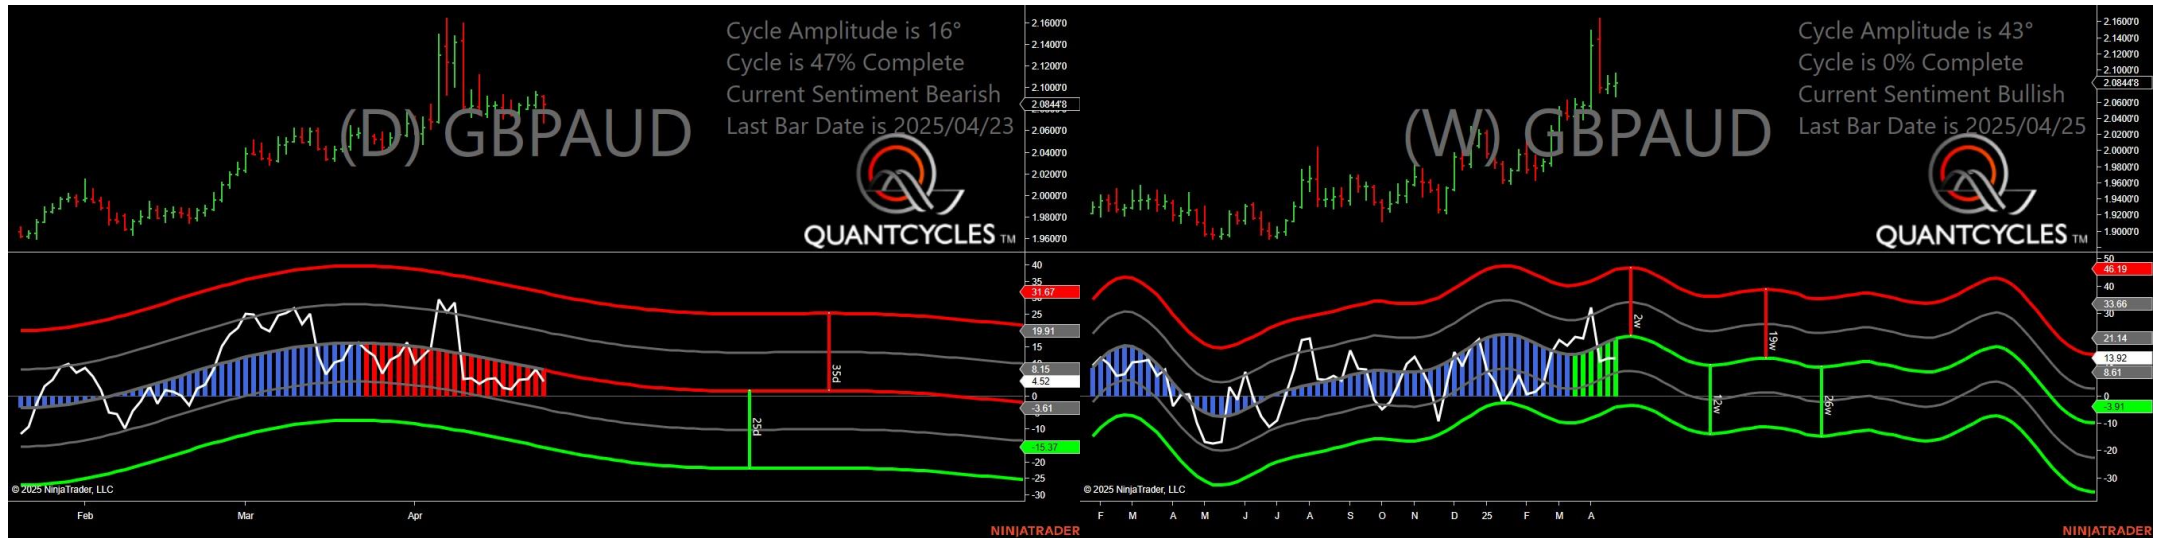 Cycle Amplitude is 16°
Cycle is 47% Complete
Current Sentiment Bearish
Last Bar Date is 2025/04/23
(D) GBPAUD
QUANTCYCLES TM
2.1600'0
2.1400'0
2.1200'0
2.1000'0
2.0844'8
2.0600'0
2.0400'0
2.0200'0
2.0000'0
1.9800'0
1.9600'0
40
35
31.67
25
19.91
15
8.15
4.52
0
-3.61
-10
-15.37
-20
-25
-30
35d
25d
© 2025 NinjaTrader, LLC
Feb Mar Apr
NINJATRADER
Cycle Amplitude is 43°
Cycle is 0% Complete
Current Sentiment Bullish
Last Bar Date is 2025/04/25
(W) GBPAUD
QUANTCYCLES TM
2.1600'0
2.1400'0
2.1200'0
2.1000'0
2.0844'8
2.0600'0
2.0400'0
2.0200'0
2.0000'0
1.9800'0
1.9600'0
1.9400'0
1.9200'0
1.9000'0
50
46.19
40
33.66
30
21.14
13.92
8.61
0
-3.91
-10
-20
-30
2w
19w
12w
26w
© 2025 NinjaTrader, LLC
F M A M J J A S O N D 25 F M A
NINJATRADER